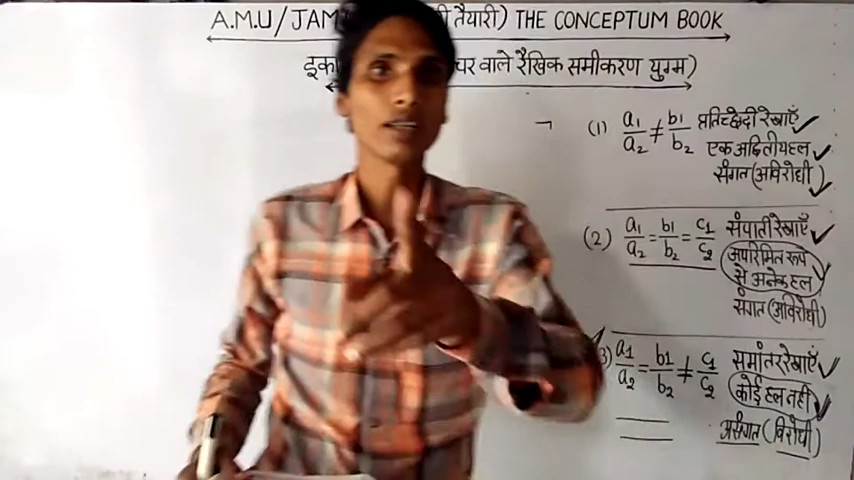 A.M.U/JAM तैयारी) THE CONCEPTUM BOOK
इका चर वाले रैखिक समीकरण युग्म)
(1) a1/a2 ≠ b1/b2 प्रतिच्छेदी रेखाएँ ✓
एक अद्वितीय हल ✓
संगत (अविरोधी) ✓
(2) a1/a2 = b1/b2 = c1/c2 संपाती रेखाएँ ✓
अपरिमित रूप
से अनेक हल ✓
संगत (अविरोधी)
(3) a1/a2 = b1/b2 ≠ c1/c2 समांतर रेखाएँ ✓
कोई हल नहीं ✓
असंगत (विरोधी)